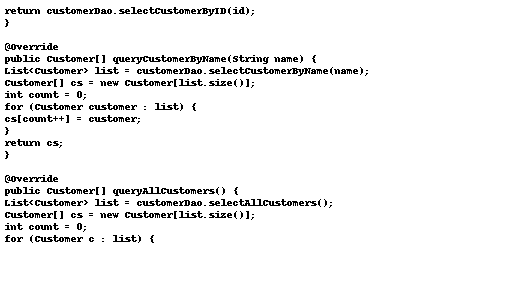 return customerDao.selectCustomerByID(id);
}
@Override
public Customer[] queryCustomerByName(String name) {
List<Customer> list = customerDao.selectCustomerByName(name);
Customer[] cs = new Customer[list.size()];
int count = 0;
for (Customer customer : list) {
cs[count++] = customer;
}
return cs;
}
@Override
public Customer[] queryAllCustomers() {
List<Customer> list = customerDao.selectAllCustomers();
Customer[] cs = new Customer[list.size()];
int count = 0;
for (Customer c : list) {